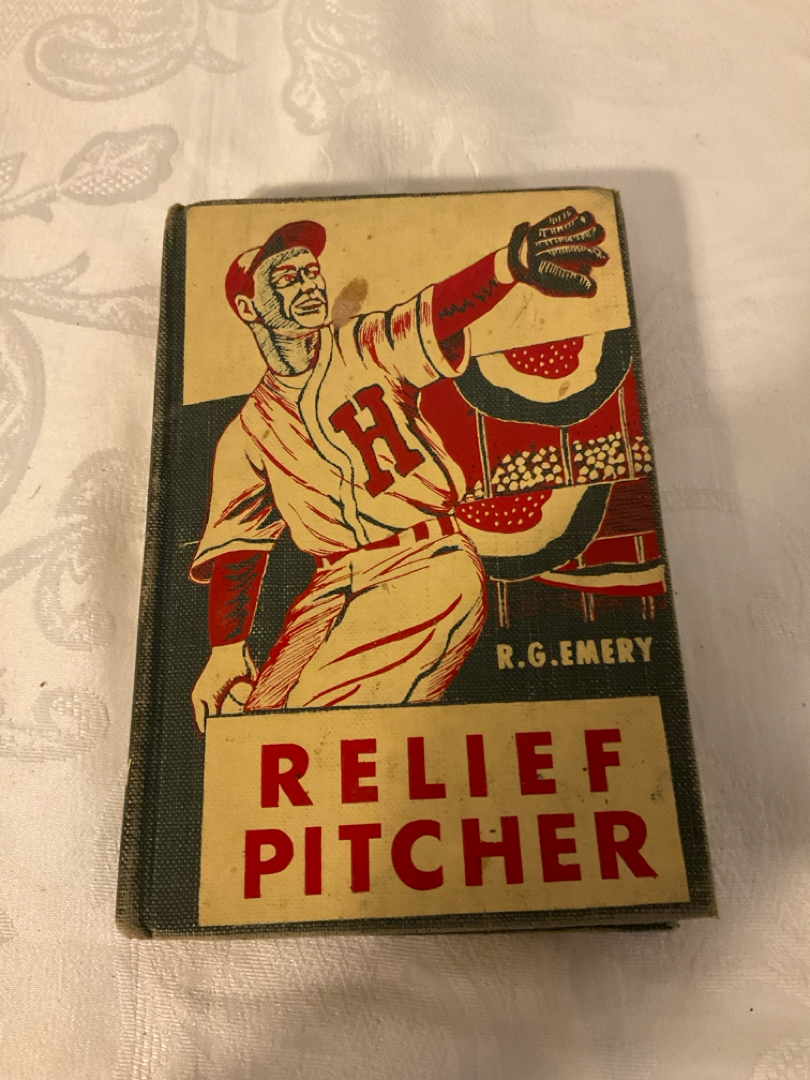 H
R.G.EMERY
RELIEF
PITCHER